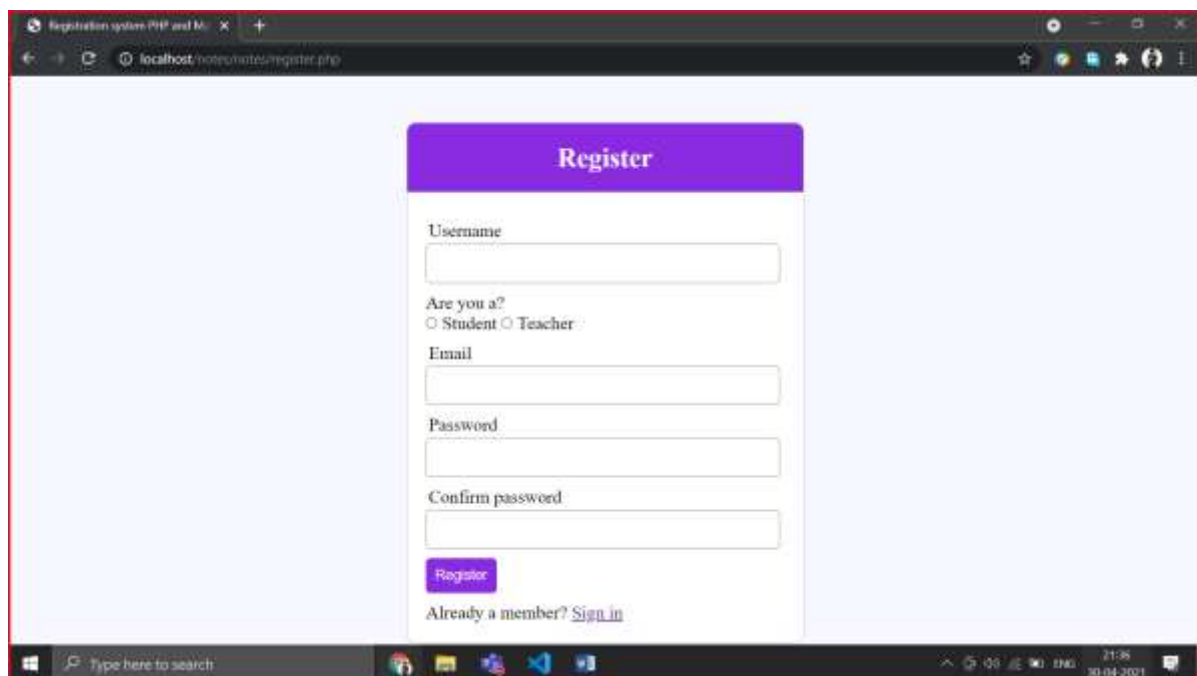 Registration system PHP and M
localhost/notes/notes/register.php
Register
Username
Are you a?
Student Teacher
Email
Password
Confirm password
Register
Already a member? Sign in
Type here to search
ENG
21:36
30-04-2021